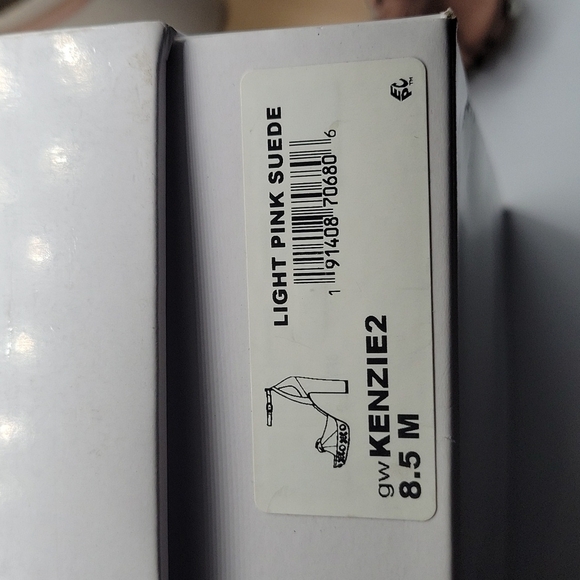 gwKENZIE2
8.5 M
LIGHT PINK SUEDE
1 91408 70680 6